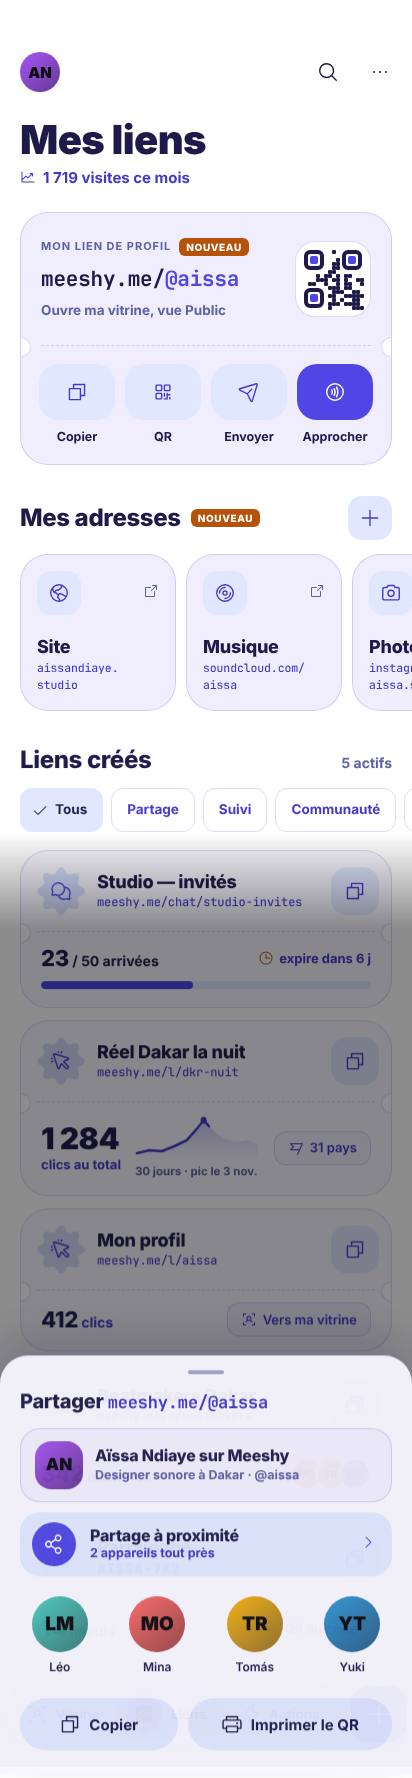 AN
Mes liens
1 719 visites ce mois
MON LIEN DE PROFIL NOUVEAU
meeshy.me/@aissa
Ouvre ma vitrine, vue Public
Copier QR Envoyer Approcher
Mes adresses NOUVEAU
Site
aissandiaye.
studio
Musique
soundcloud.com/
aissa
Liens créés 5 actifs
Tous Partage Suivi Communauté
Studio — invités
meeshy.me/chat/studio-invites
23 / 50 arrivées expire dans 6 j
Réel Dakar la nuit
meeshy.me/l/dkr-nuit
1 284
clics au total
30 jours · pic le 3 nov.
31 pays
Mon profil
meeshy.me/l/aissa
412 clics Vers ma vitrine
Partager meeshy.me/@aissa
AN
Aïssa Ndiaye sur Meeshy
Designer sonore à Dakar · @aissa
Partage à proximité
2 appareils tout près
LM MO TR YT
Léo Mina Tomás Yuki
Copier Imprimer le QR